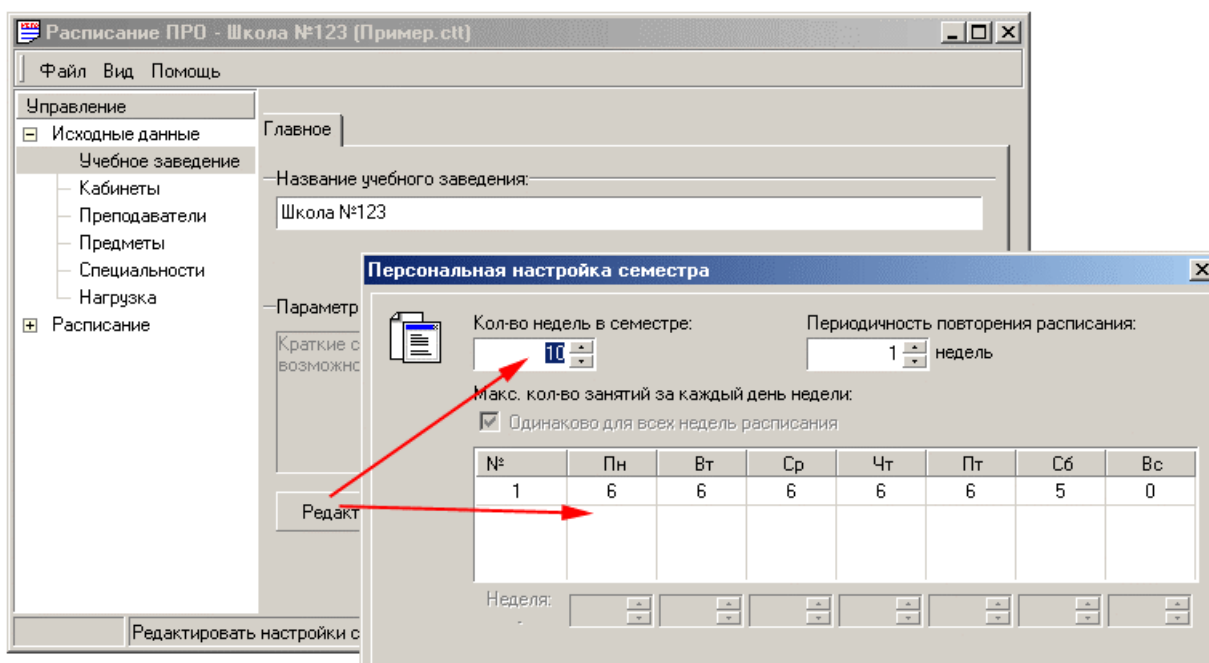 Расписание ПРО - Школа №123 (Пример.ctt)
Файл Вид Помощь
Управление
Исходные данные
Учебное заведение
Кабинеты
Преподаватели
Предметы
Специальности
Нагрузка
Расписание
Главное
Название учебного заведения:
Школа №123
Параметр
Краткие с
возможно
Редакт
Редактировать настройки с
Персональная настройка семестра
Кол-во недель в семестре:
10
Периодичность повторения расписания:
1 недель
Макс. кол-во занятий за каждый день недели:
Одинаково для всех недель расписания
№ Пн Вт Ср Чт Пт Сб Вс
1 6 6 6 6 6 5 0
Неделя: